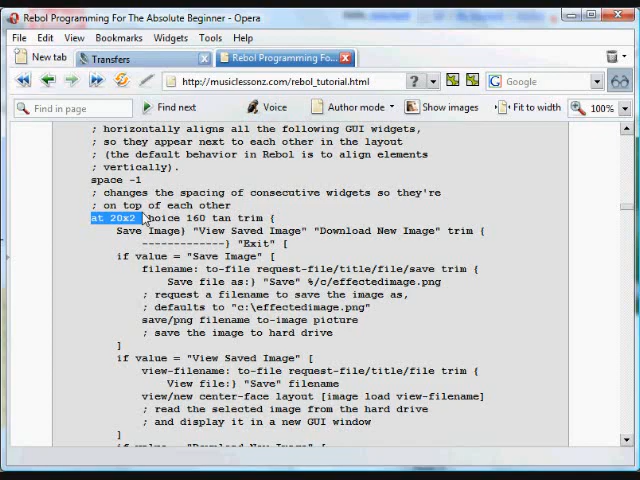 Rebol Programming For The Absolute Beginner - Opera
File Edit View Bookmarks Widgets Tools Help
New tab Transfers Rebol Programming Fo...
http://musiclessonz.com/rebol_tutorial.html ? Google
Find in page Find next Voice Author mode Show images Fit to width 100%
; horizontally aligns all the following GUI widgets,
; so they appear next to each other in the layout
; (the default behavior in Rebol is to align elements
; vertically).
space -1
; changes the spacing of consecutive widgets so they're
; on top of each other
at 20x2 choice 160 tan trim {
Save Image} "View Saved Image" "Download New Image" trim {
-------------} "Exit" [
if value = "Save Image" [
filename: to-file request-file/title/file/save trim {
Save file as:} "Save" %/c/effectedimage.png
; request a filename to save the image as,
; defaults to "c:\effectedimage.png"
save/png filename to-image picture
; save the image to hard drive
]
if value = "View Saved Image" [
view-filename: to-file request-file/title/file trim {
View file:} "Save" filename
view/new center-face layout [image load view-filename]
; read the selected image from the hard drive
; and display it in a new GUI window
]
if value = "Download New Image" [